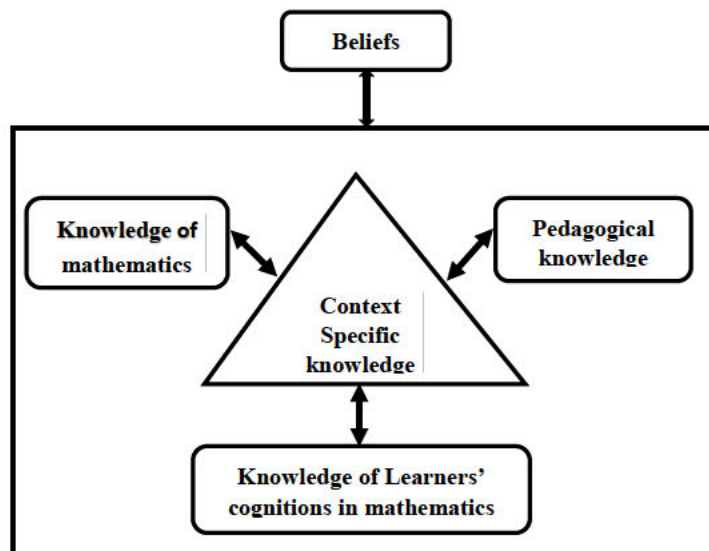 Beliefs
Knowledge of
mathematics
Pedagogical
knowledge
Context
Specific
knowledge
Knowledge of Learners’
cognitions in mathematics